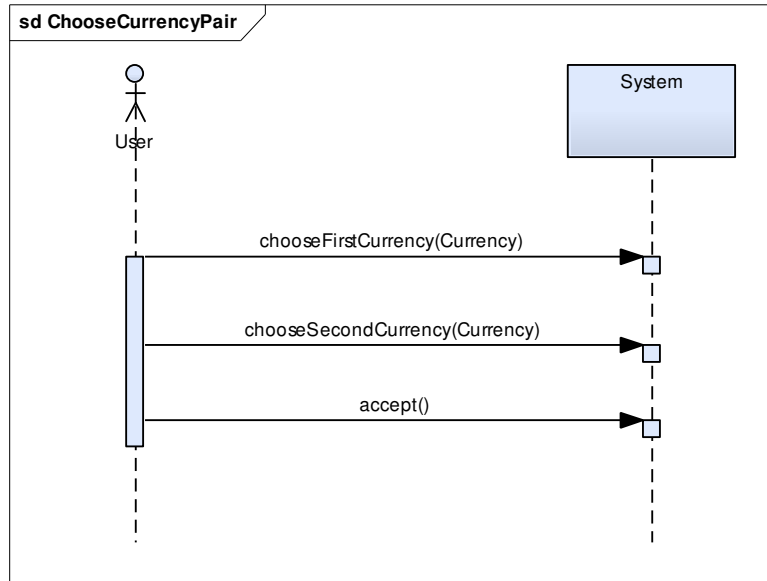 sd ChooseCurrencyPair
User
System
chooseFirstCurrency(Currency)
chooseSecondCurrency(Currency)
accept()